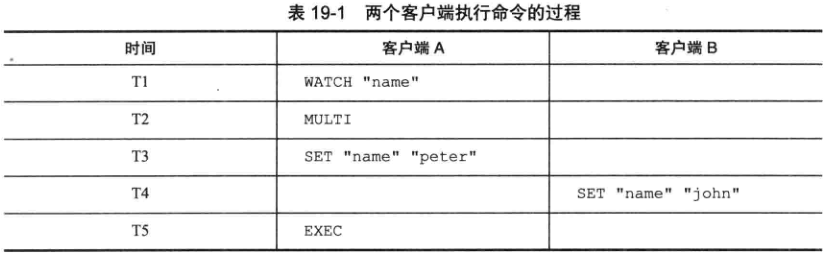 表 19-1 两个客户端执行命令的过程
时间 客户端 A 客户端 B
T1 WATCH "name"
T2 MULTI
T3 SET "name" "peter"
T4 SET "name" "john"
T5 EXEC